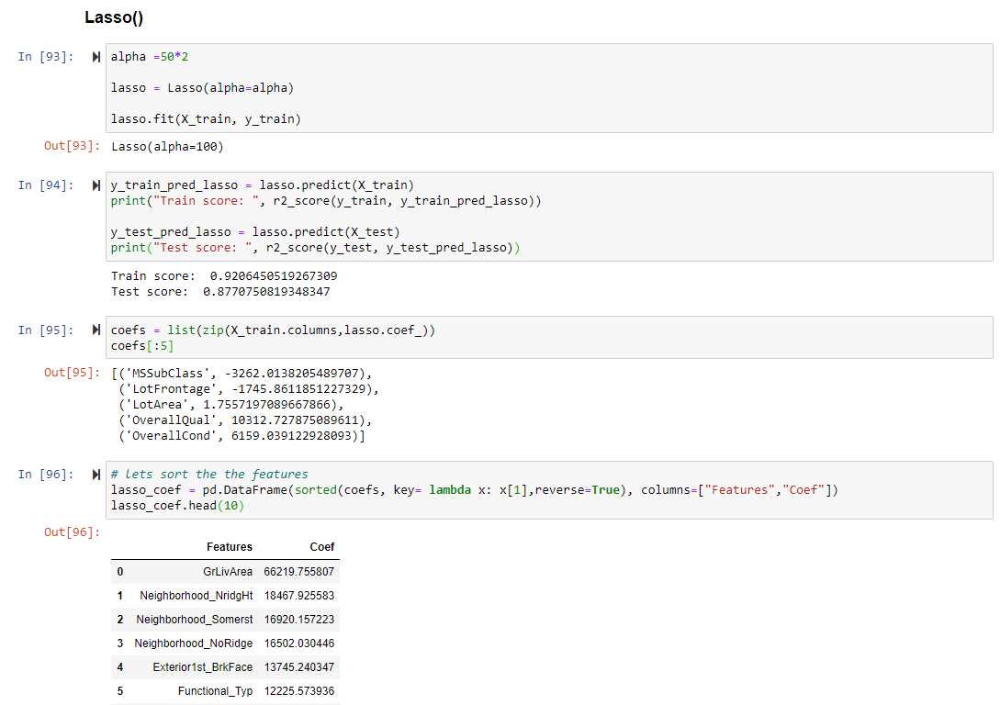 Lasso()
In [93]:
alpha =50*2
lasso = Lasso(alpha=alpha)
lasso.fit(X_train, y_train)
Out[93]: Lasso(alpha=100)
In [94]:
y_train_pred_lasso = lasso.predict(X_train)
print("Train score: ", r2_score(y_train, y_train_pred_lasso))
y_test_pred_lasso = lasso.predict(X_test)
print("Test score: ", r2_score(y_test, y_test_pred_lasso))
Train score:  0.9206450519267309
Test score:  0.8770750819348347
In [95]:
coefs = list(zip(X_train.columns,lasso.coef_))
coefs[:5]
Out[95]: [('MSSubClass', -3262.0138205489707),
('LotFrontage', -1745.8611851227329),
('LotArea', 1.7557197089667866),
('OverallQual', 10312.727875089611),
('OverallCond', 6159.039122928093)]
In [96]:
# lets sort the the features
lasso_coef = pd.DataFrame(sorted(coefs, key= lambda x: x[1],reverse=True), columns=["Features","Coef"])
lasso_coef.head(10)
Out[96]:
Features Coef
0 GrLivArea 66219.755807
1 Neighborhood_NridgHt 18467.925583
2 Neighborhood_Somerst 16920.157223
3 Neighborhood_NoRidge 16502.030446
4 Exterior1st_BrkFace 13745.240347
5 Functional_Typ 12225.573936